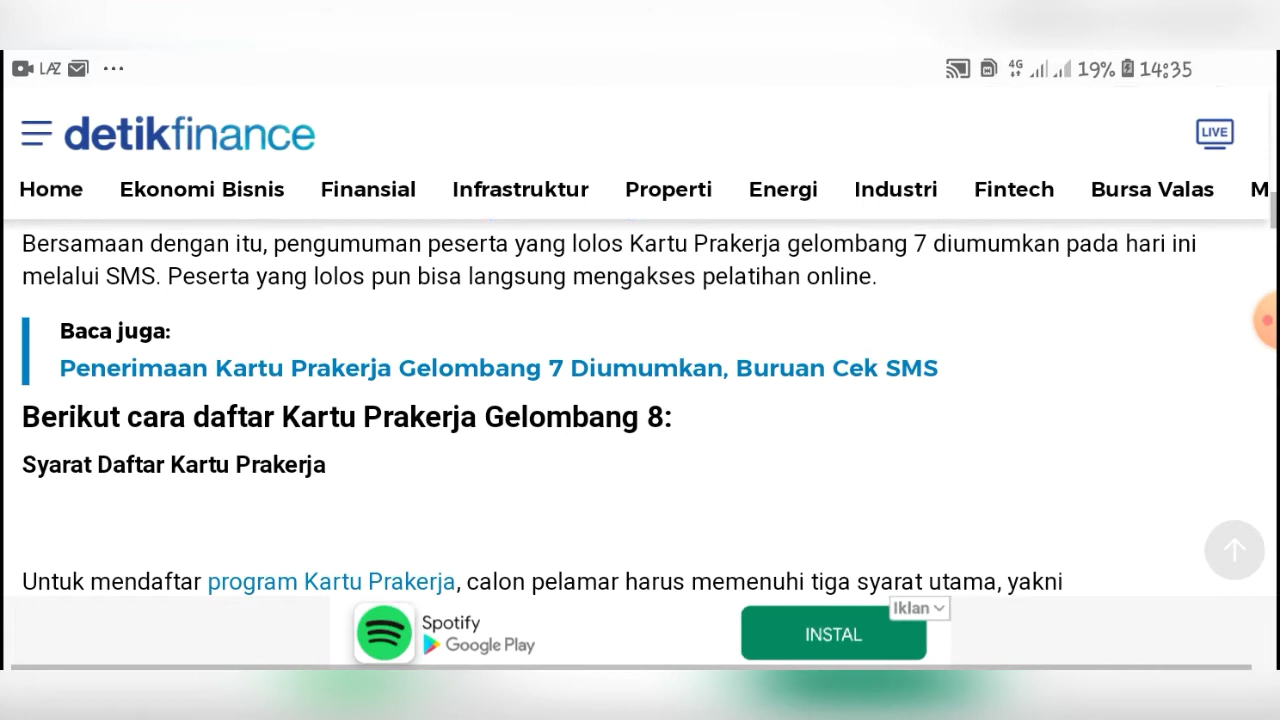 LAZ ... 4G 19% 14:35
detikfinance LIVE
Home Ekonomi Bisnis Finansial Infrastruktur Properti Energi Industri Fintech Bursa Valas M
Bersamaan dengan itu, pengumuman peserta yang lolos Kartu Prakerja gelombang 7 diumumkan pada hari ini
melalui SMS. Peserta yang lolos pun bisa langsung mengakses pelatihan online.
Baca juga:
Penerimaan Kartu Prakerja Gelombang 7 Diumumkan, Buruan Cek SMS
Berikut cara daftar Kartu Prakerja Gelombang 8:
Syarat Daftar Kartu Prakerja
Untuk mendaftar program Kartu Prakerja, calon pelamar harus memenuhi tiga syarat utama, yakni
Iklan
Spotify
Google Play
INSTAL